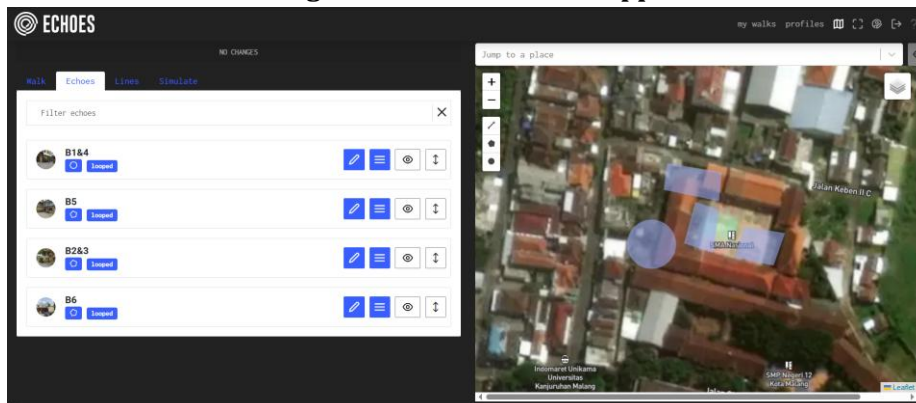 ECHOES
my walks profiles
NO CHANGES
Jump to a place
Walk Echoes Lines Simulate
Filter echoes
B1&4
looped
B5
looped
B2&3
looped
B6
looped
Jalan Keben II C
SMA Nasional
Indomaret Unikama
Universitas
Kanjuruhan Malang
SMP Negeri 12
Kota Malang
Leaflet